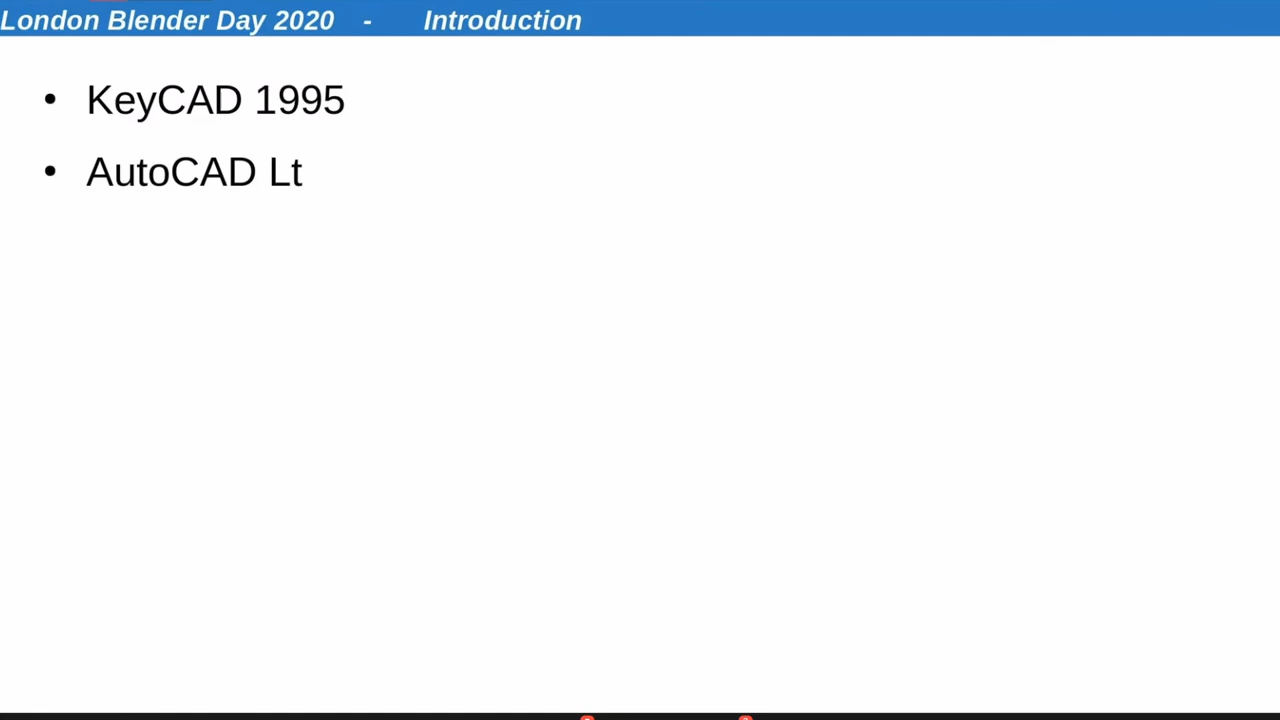 London Blender Day 2020 - Introduction
• KeyCAD 1995
• AutoCAD Lt